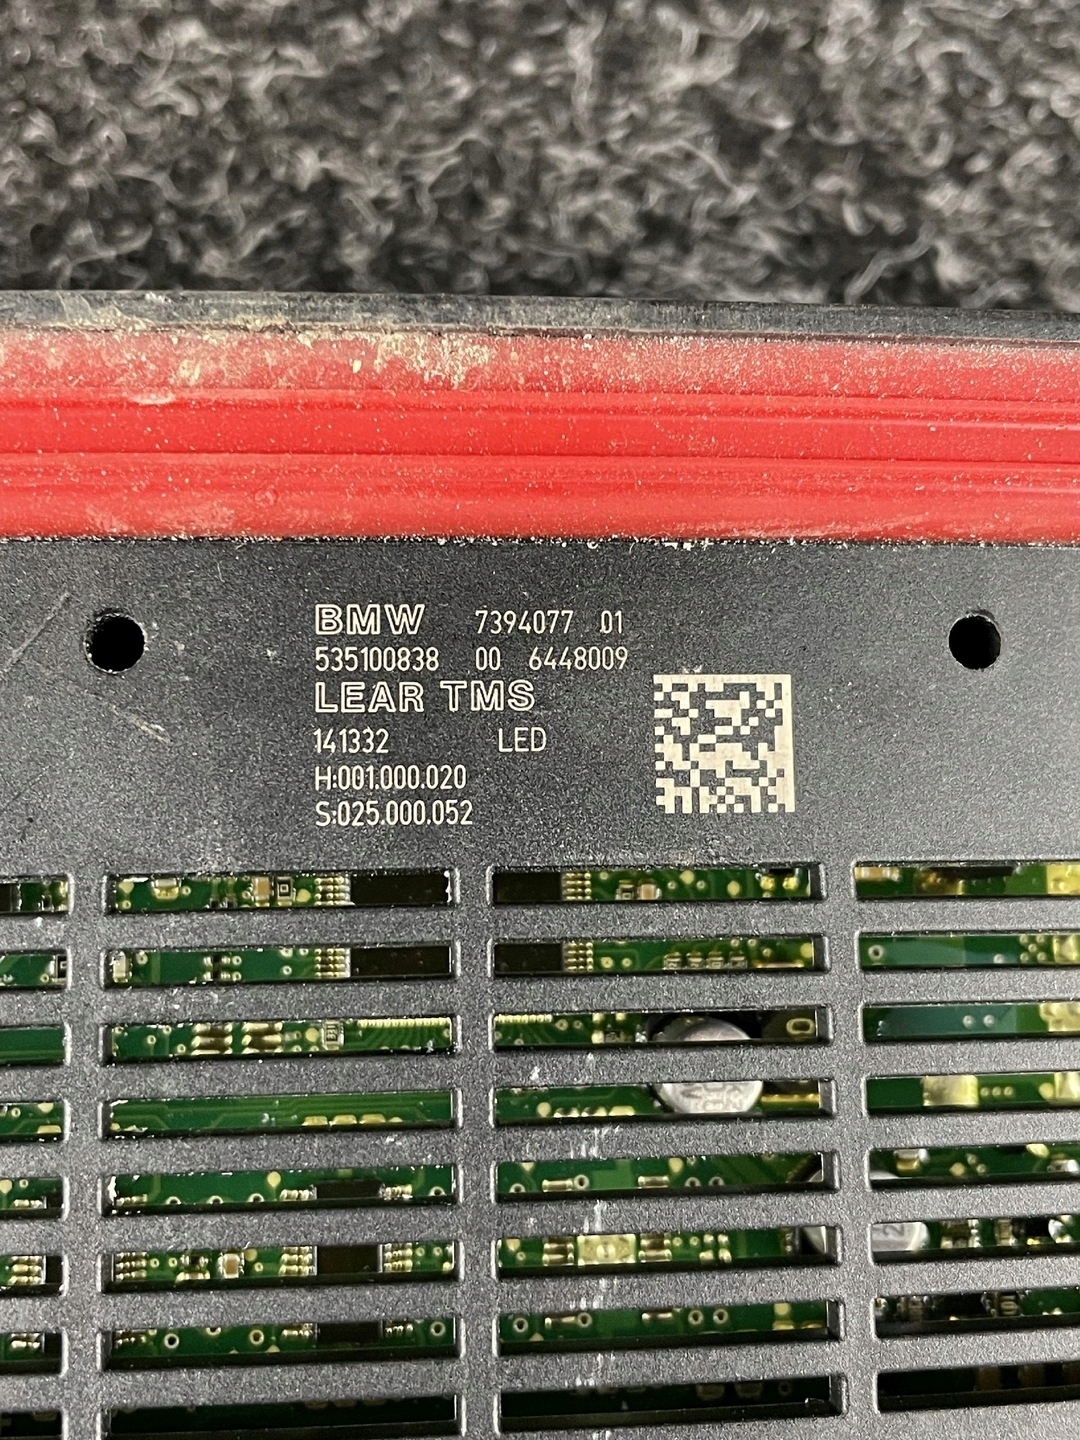 BMW 7394077 01
535100838 00 6448009
LEAR TMS
141332 LED
H:001.000.020
S:025.000.052